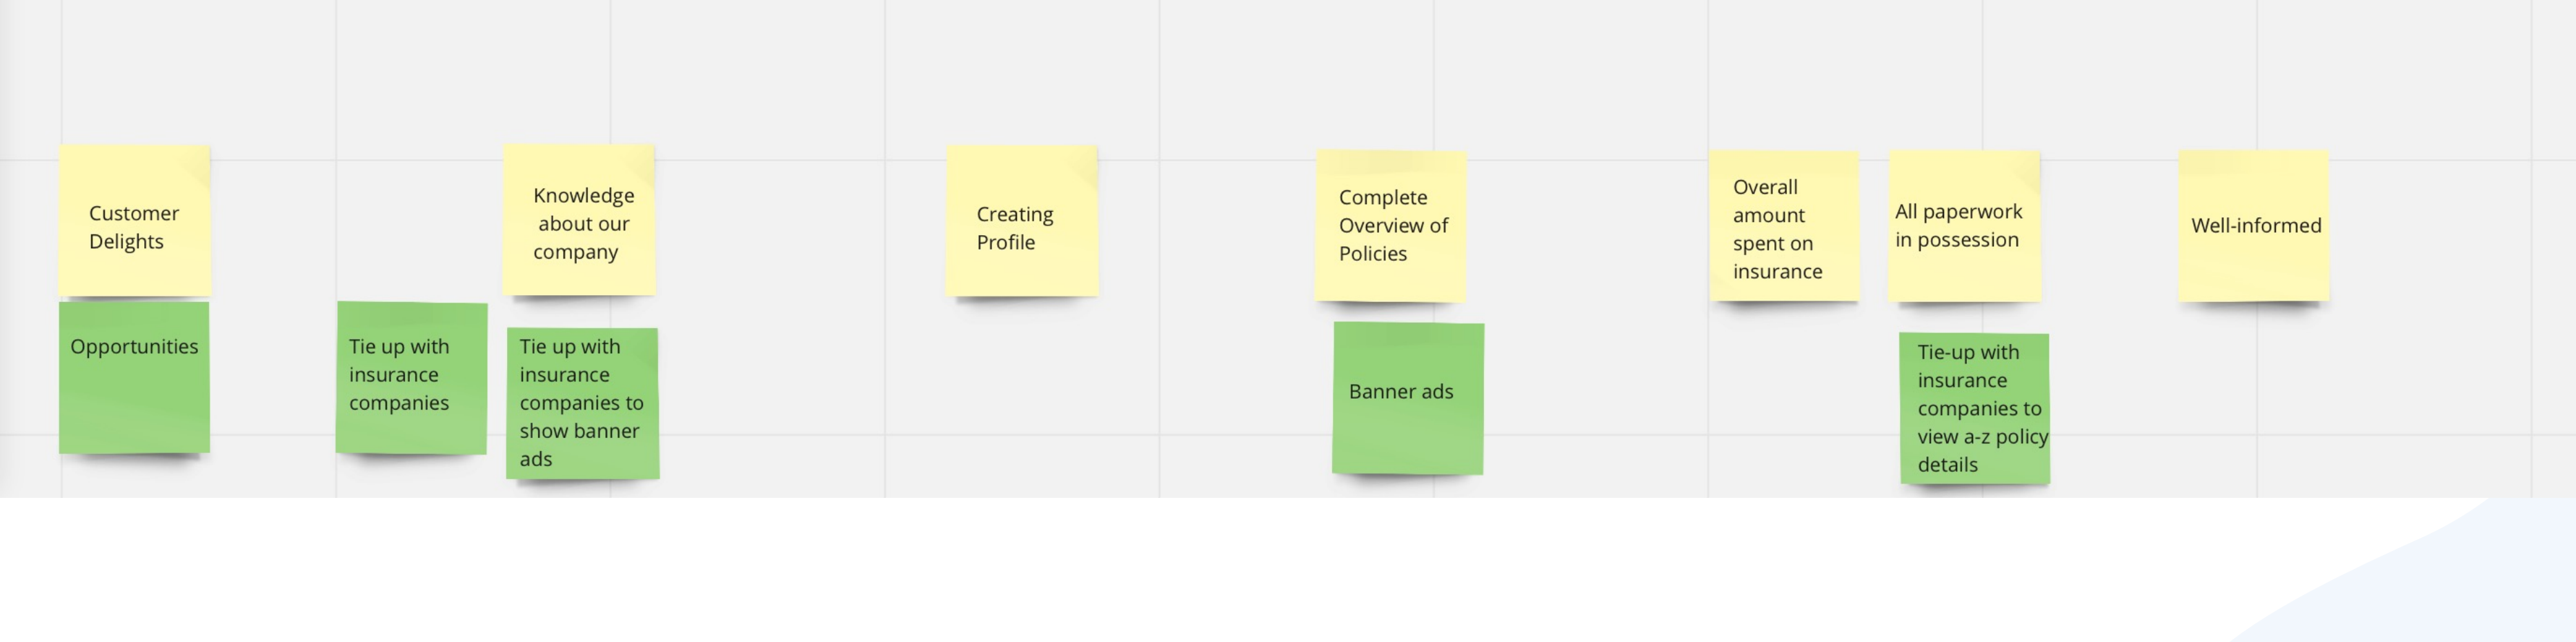 Customer
Delights
Knowledge
about our
company
Creating
Profile
Complete
Overview of
Policies
Overall
amount
spent on
insurance
All paperwork
in possession
Well-informed
Opportunities
Tie up with
insurance
companies
Tie up with
insurance
companies to
show banner
ads
Banner ads
Tie-up with
insurance
companies to
view a-z policy
details